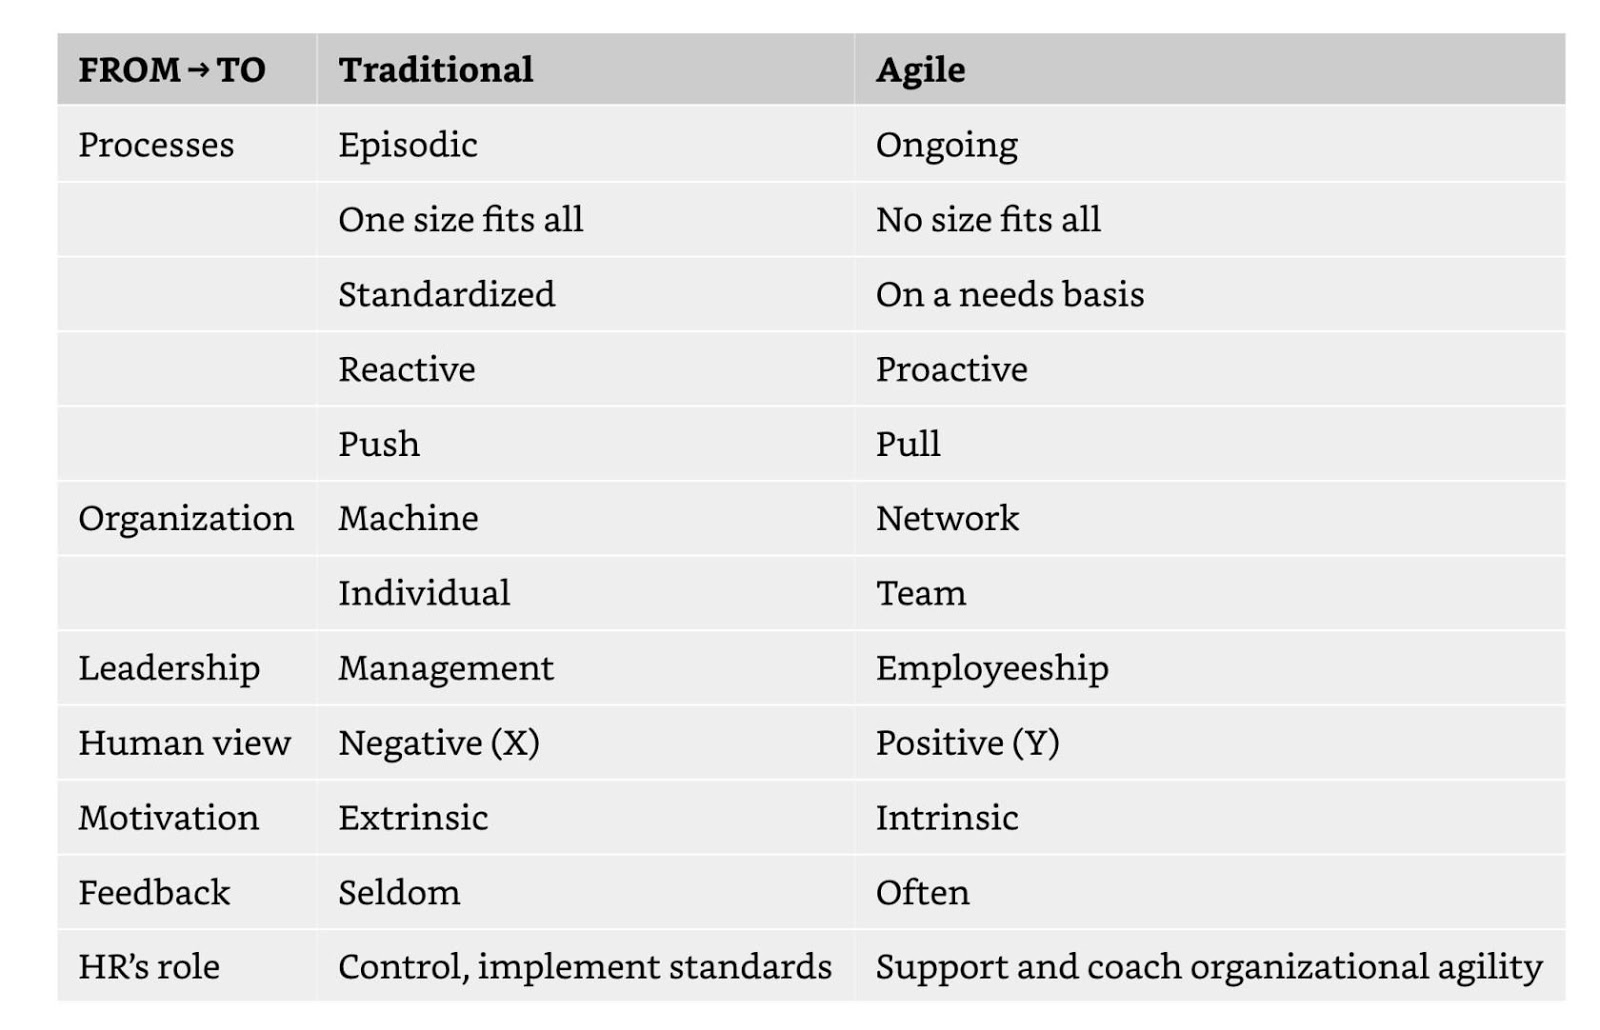 FROM → TO Traditional Agile
Processes Episodic Ongoing
One size fits all No size fits all
Standardized On a needs basis
Reactive Proactive
Push Pull
Organization Machine Network
Individual Team
Leadership Management Employeeship
Human view Negative (X) Positive (Y)
Motivation Extrinsic Intrinsic
Feedback Seldom Often
HR’s role Control, implement standards Support and coach organizational agility